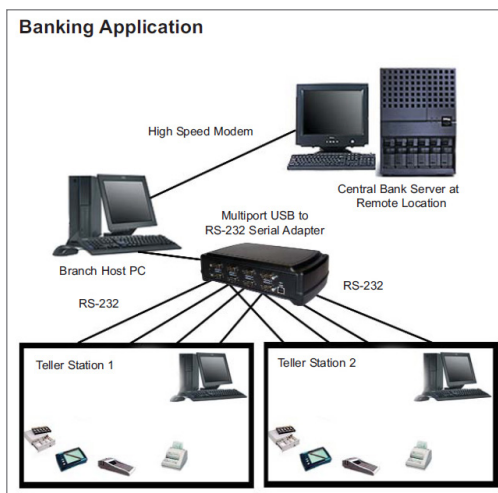 Banking Application
High Speed Modem
Central Bank Server at
Remote Location
Multiport USB to
RS-232 Serial Adapter
Branch Host PC
RS-232
RS-232
Teller Station 1
Teller Station 2